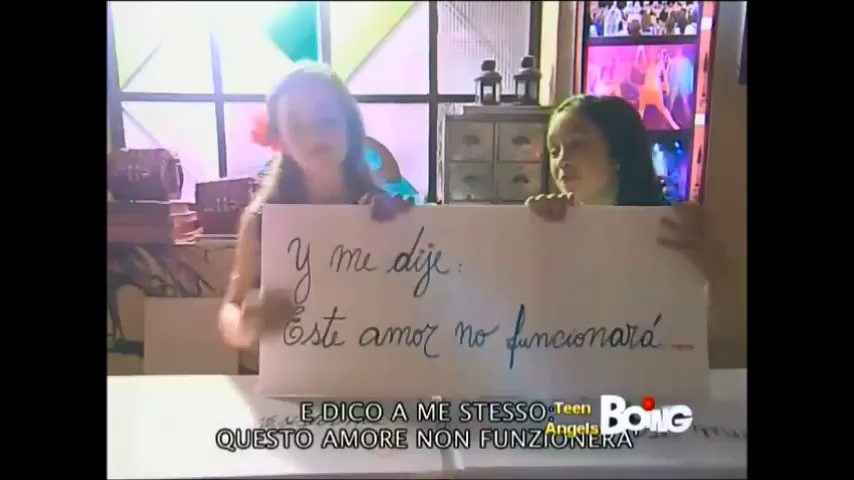 Y me dije:
Este amor no funcionará...
E DICO A ME STESSO:
QUESTO AMORE NON FUNZIONERÀ
Teen
Angels
BOING